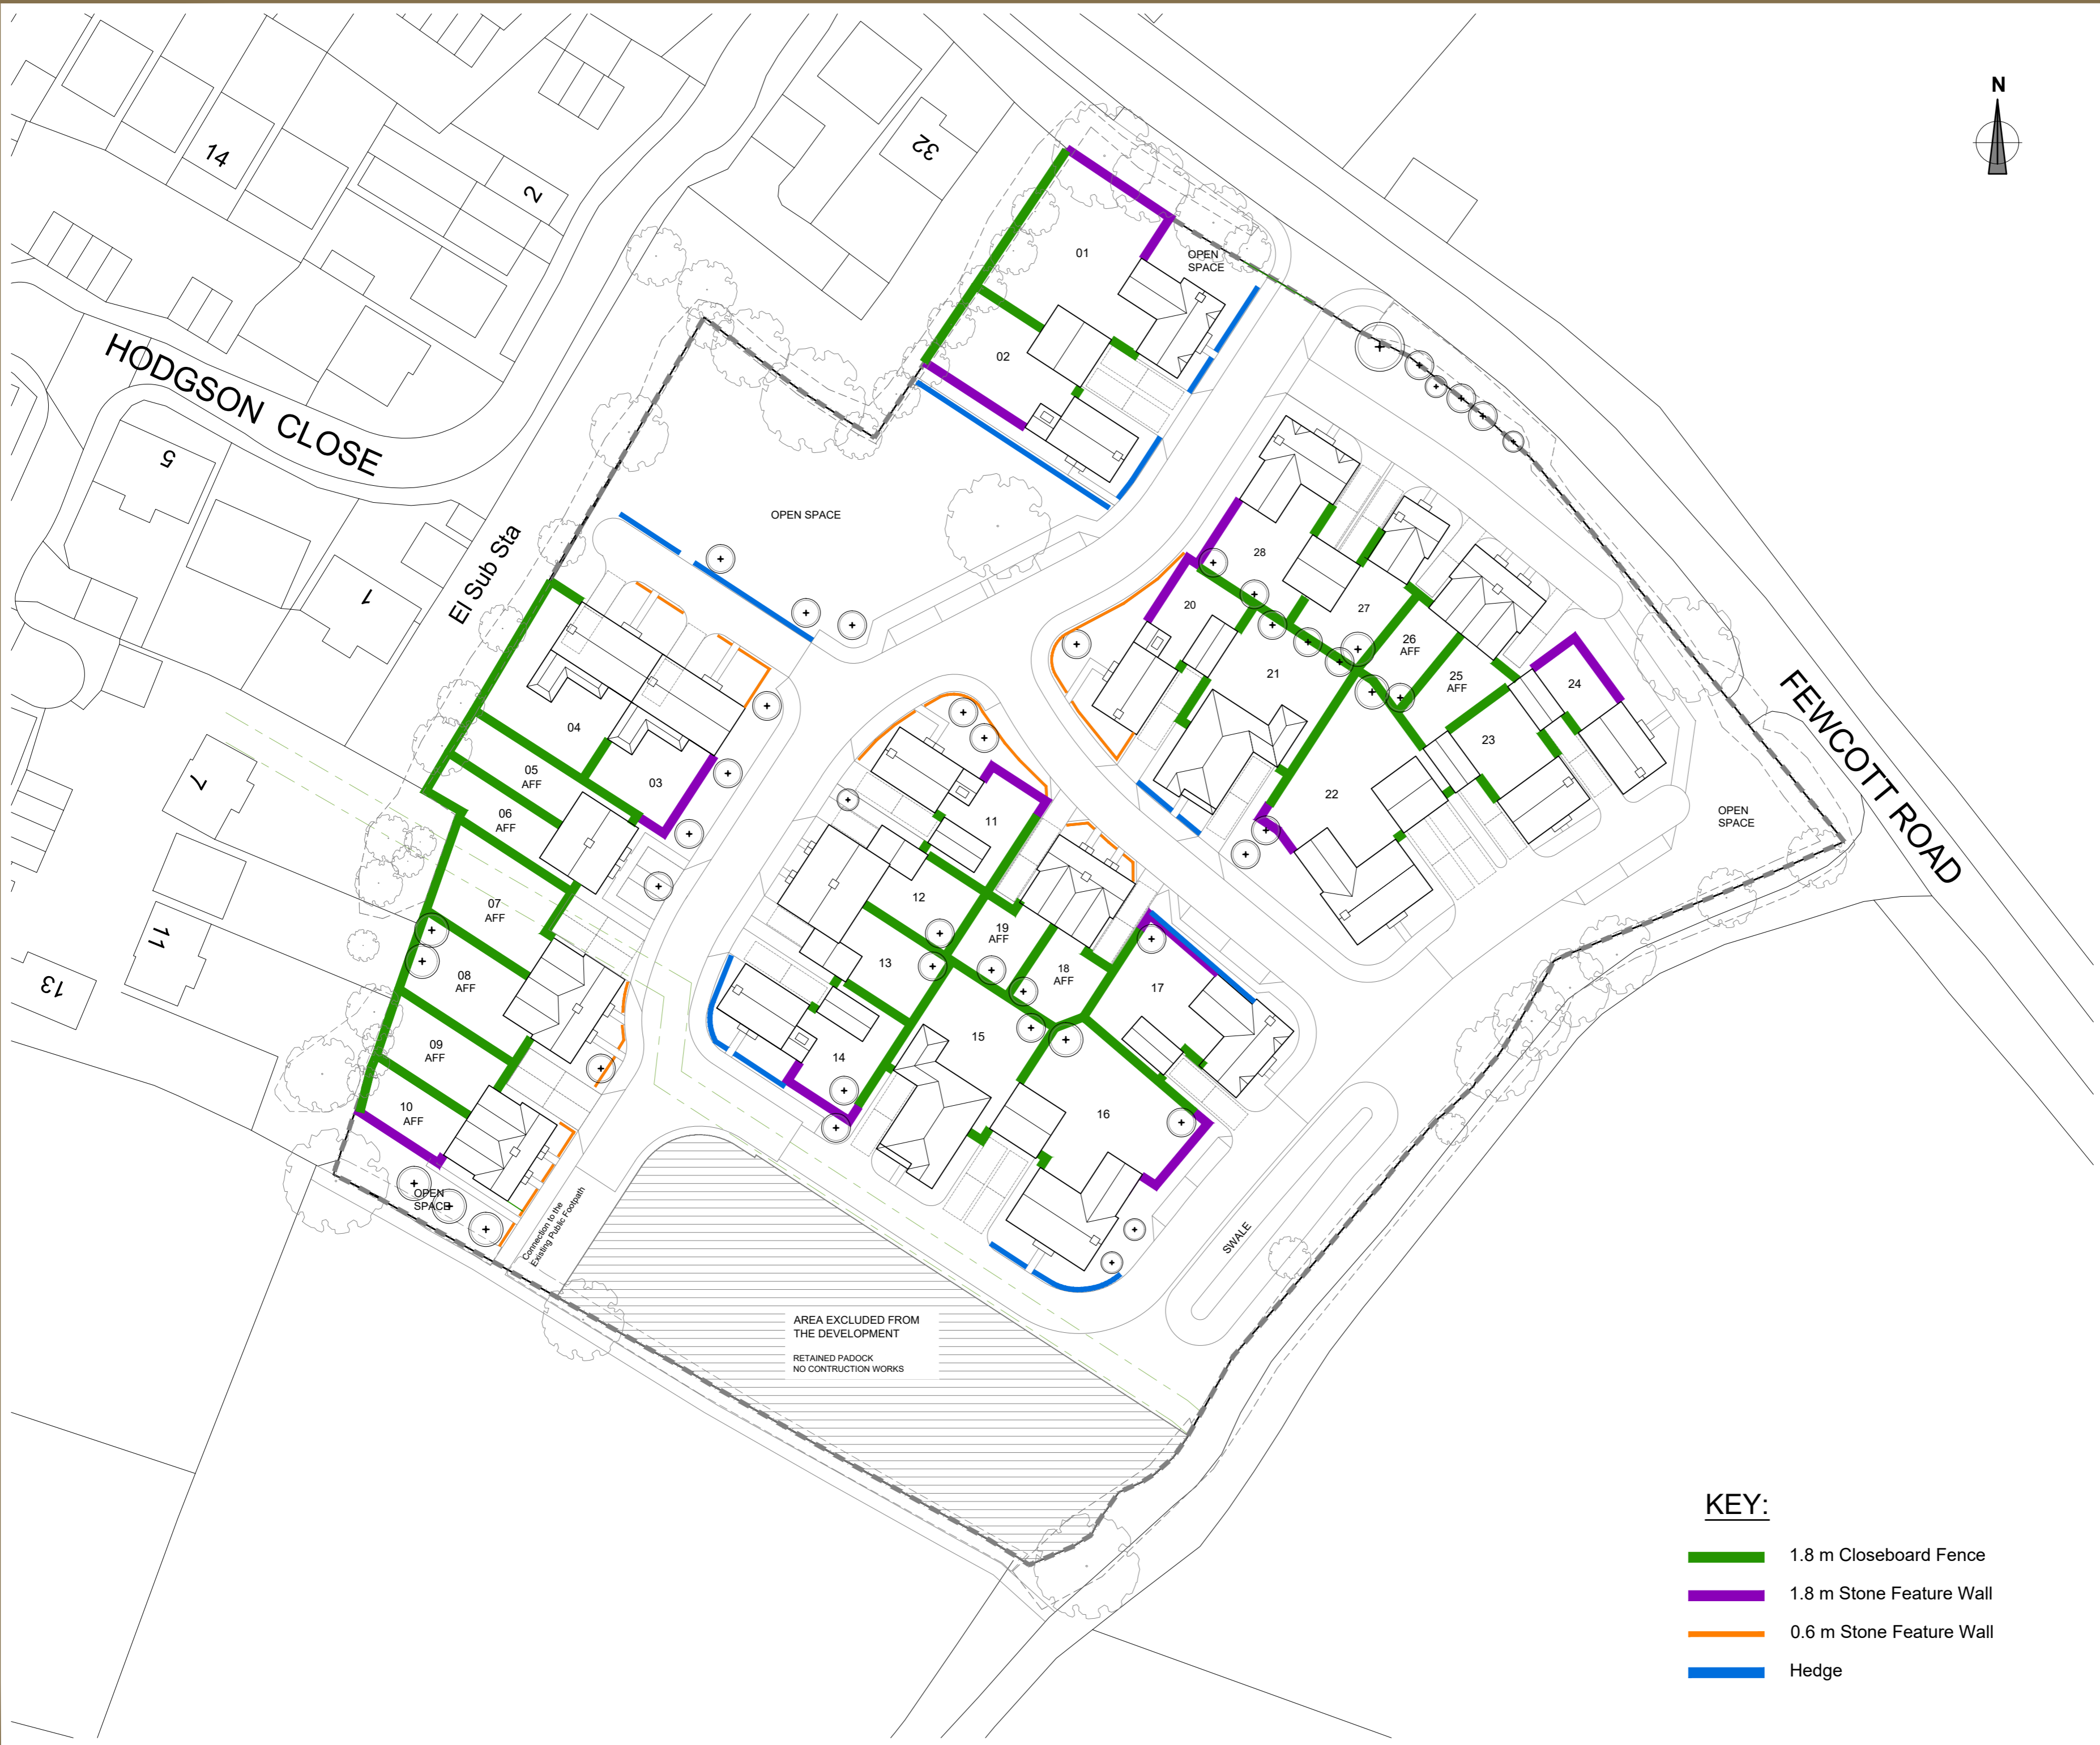 N
14
2
32
01
OPEN
SPACE
02
HODGSON CLOSE
5
OPEN SPACE
El Sub Sta
1
28
20
27
26
AFF
21
25
AFF
24
FEWCOTT ROAD
04
03
05
AFF
06
AFF
23
22
OPEN
SPACE
7
11
12
07
AFF
19
AFF
18
AFF
17
13
08
AFF
11
13
09
AFF
15
14
16
10
AFF
OPEN
SPACE
Connection to the
Existing Public Footpath
SWALE
AREA EXCLUDED FROM
THE DEVELOPMENT
RETAINED PADOCK
NO CONTRUCTION WORKS
KEY:
1.8 m Closeboard Fence
1.8 m Stone Feature Wall
0.6 m Stone Feature Wall
Hedge